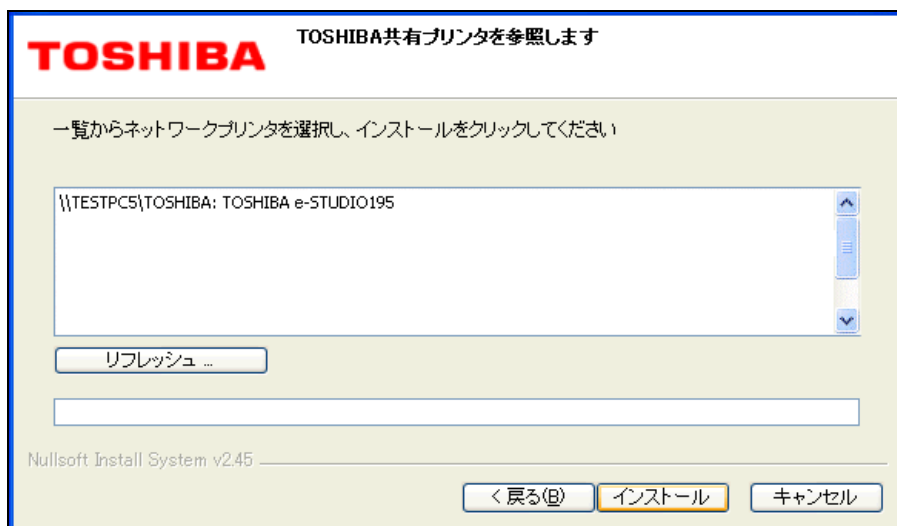 TOSHIBA
TOSHIBA共有プリンタを参照します
一覧からネットワークプリンタを選択し、インストールをクリックしてください
\\TESTPC5\TOSHIBA: TOSHIBA e-STUDIO195
リフレッシュ ...
Nullsoft Install System v2.45
< 戻る(B)
インストール
キャンセル